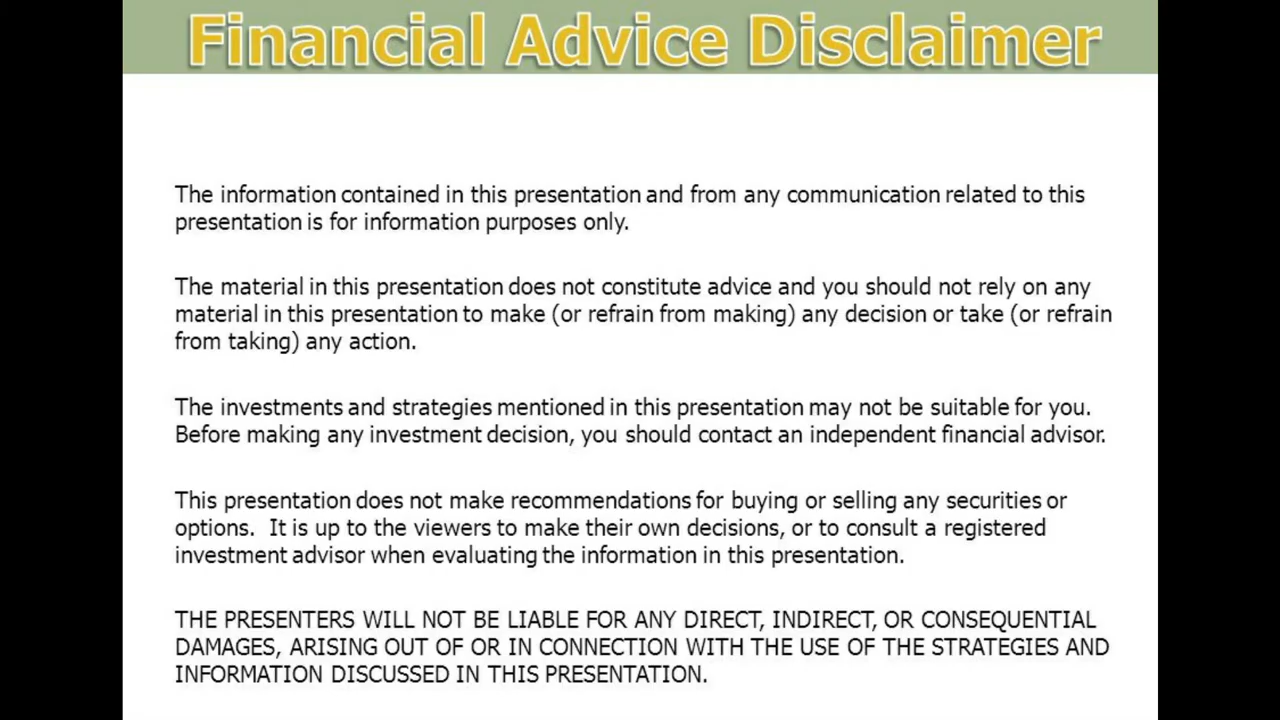 Financial Advice Disclaimer
The information contained in this presentation and from any communication related to this
presentation is for information purposes only.
The material in this presentation does not constitute advice and you should not rely on any
material in this presentation to make (or refrain from making) any decision or take (or refrain
from taking) any action.
The investments and strategies mentioned in this presentation may not be suitable for you.
Before making any investment decision, you should contact an independent financial advisor.
This presentation does not make recommendations for buying or selling any securities or
options.  It is up to the viewers to make their own decisions, or to consult a registered
investment advisor when evaluating the information in this presentation.
THE PRESENTERS WILL NOT BE LIABLE FOR ANY DIRECT, INDIRECT, OR CONSEQUENTIAL
DAMAGES, ARISING OUT OF OR IN CONNECTION WITH THE USE OF THE STRATEGIES AND
INFORMATION DISCUSSED IN THIS PRESENTATION.